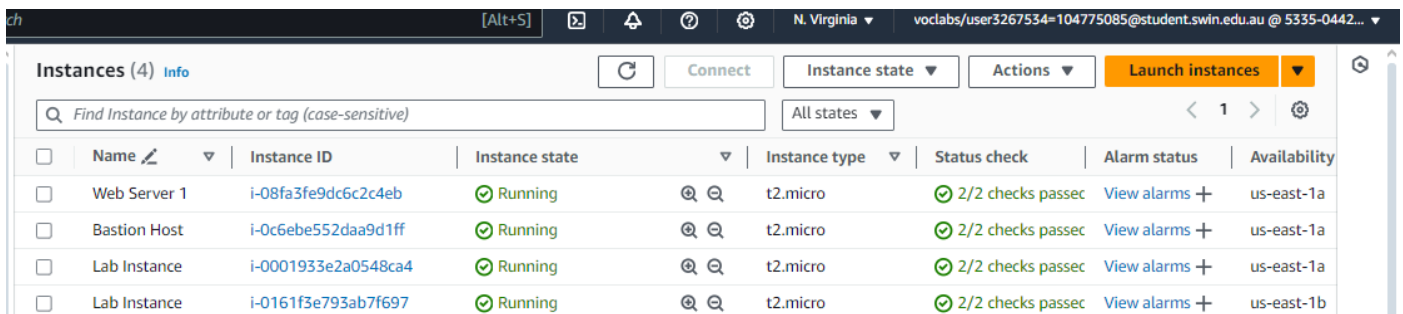 ch [Alt+S] N. Virginia ▼ voclabs/user3267534=104775085@student.swin.edu.au @ 5335-0442... ▼
Instances (4) Info Connect Instance state ▼ Actions ▼ Launch instances ▼
Find Instance by attribute or tag (case-sensitive) All states ▼ < 1 >
Name Instance ID Instance state Instance type Status check Alarm status Availability
Web Server 1 i-08fa3fe9dc6c2c4eb Running t2.micro 2/2 checks passec View alarms + us-east-1a
Bastion Host i-0c6ebe552daa9d1ff Running t2.micro 2/2 checks passec View alarms + us-east-1a
Lab Instance i-0001933e2a0548ca4 Running t2.micro 2/2 checks passec View alarms + us-east-1a
Lab Instance i-0161f3e793ab7f697 Running t2.micro 2/2 checks passec View alarms + us-east-1b